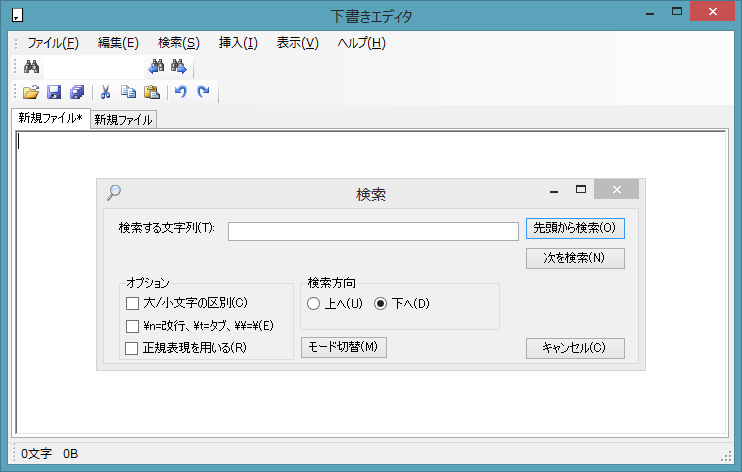 下書きエディタ
ファイル(F) 編集(E) 検索(S) 挿入(I) 表示(V) ヘルプ(H)
新規ファイル* 新規ファイル
検索
検索する文字列(T): 先頭から検索(O)
次を検索(N)
オプション 検索方向
大/小文字の区別(C) 上へ(U) 下へ(D)
¥n=改行、¥t=タブ、¥¥=¥(E)
正規表現を用いる(R) モード切替(M) キャンセル(C)
0文字 0B